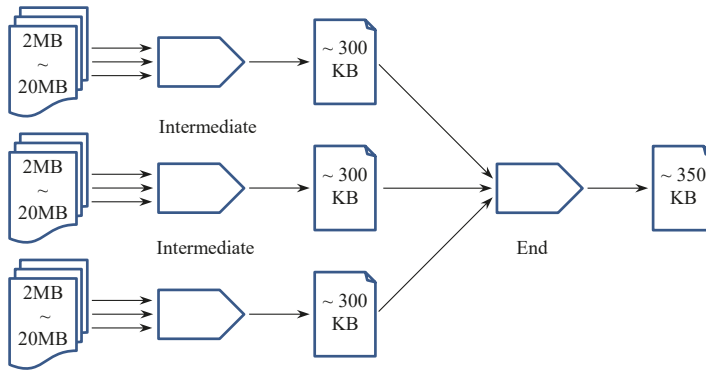 2MB
~
20MB
~ 300
KB
Intermediate
2MB
~
20MB
~ 300
KB
~ 350
KB
Intermediate
End
2MB
~
20MB
~ 300
KB